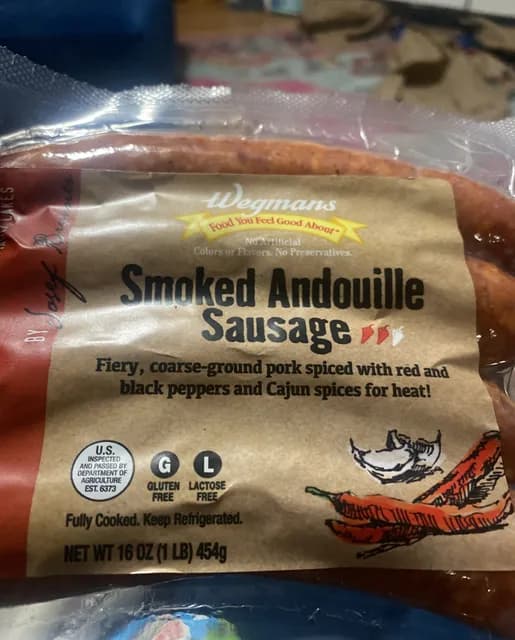 Wegmans
Food You Feel Good About
No Artificial
Colors or Flavors. No Preservatives.
Smoked Andouille
Sausage
Fiery, coarse-ground pork spiced with red and
black peppers and Cajun spices for heat!
U.S.
INSPECTED
AND PASSED BY
DEPARTMENT OF
AGRICULTURE
EST. 6373
G L
GLUTEN FREE
LACTOSE FREE
Fully Cooked. Keep Refrigerated.
NET WT 16 OZ (1 LB) 454g
BY Josef